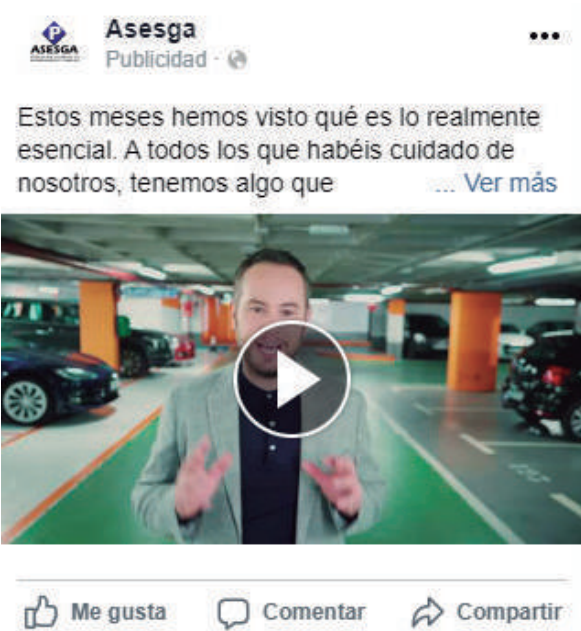 ASESGA
Asesga
Publicidad
Estos meses hemos visto qué es lo realmente
esencial. A todos los que habéis cuidado de
nosotros, tenemos algo que ... Ver más
Me gusta Comentar Compartir